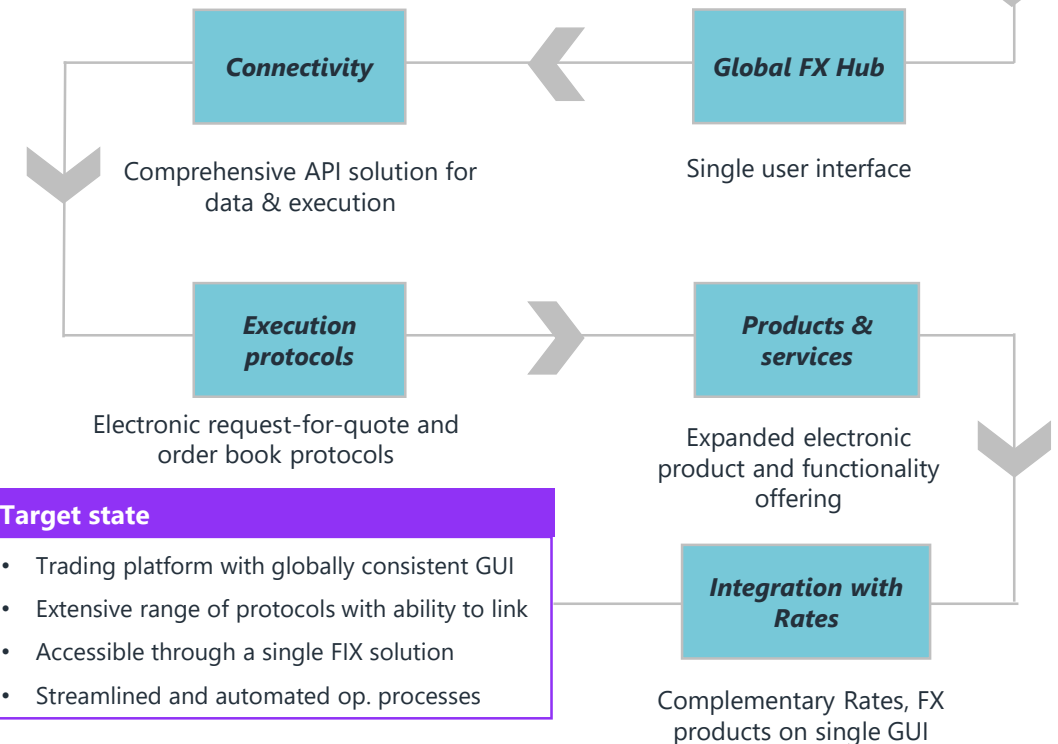 Connectivity
Global FX Hub
Comprehensive API solution for
data & execution
Single user interface
Execution
protocols
Products &
services
Electronic request-for-quote and
order book protocols
Expanded electronic
product and functionality
offering
Target state
• Trading platform with globally consistent GUI
• Extensive range of protocols with ability to link
• Accessible through a single FIX solution
• Streamlined and automated op. processes
Integration with
Rates
Complementary Rates, FX
products on single GUI